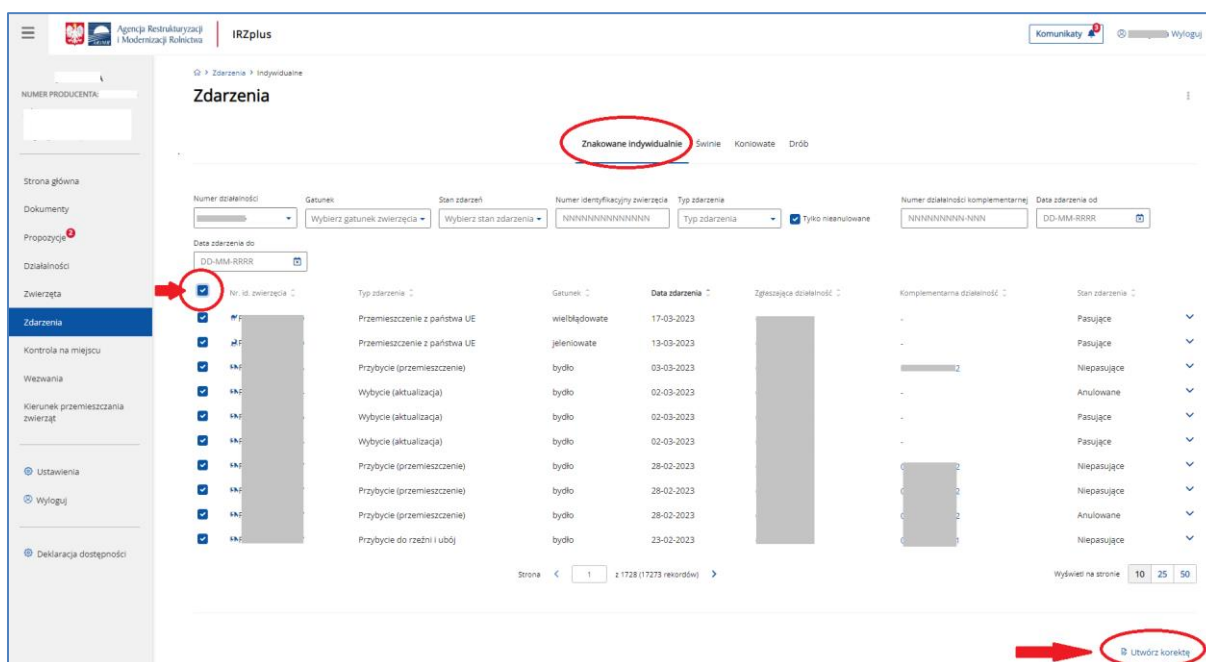 Agencja Restrukturyzacji
i Modernizacji Rolnictwa
IRZplus
Komunikaty 3
Wyloguj
NUMER PRODUCENTA:
Strona główna
Dokumenty
Propozycje 2
Działalności
Zwierzęta
Zdarzenia
Kontrola na miejscu
Wezwania
Kierunek przemieszczania
zwierząt
Ustawienia
Wyloguj
Deklaracja dostępności
Zdarzenia > Indywidualne
Zdarzenia
Znakowane indywidualnie Świnie Koniowate Drób
Numer działalności Gatunek Stan zdarzeń Numer identyfikacyjny zwierzęcia Typ zdarzenia Numer działalności komplementarnej Data zdarzenia od
Wybierz gatunek zwierzęcia Wybierz stan zdarzenia NNNNNNNNNNNNNN Typ zdarzenia Tylko nieanulowane NNNNNNNNN-NNN DD-MM-RRRR
Data zdarzenia do
DD-MM-RRRR
Nr. id. zwierzęcia Typ zdarzenia Gatunek Data zdarzenia Zgłaszające działalność Komplementarna działalność Stan zdarzenia
Przemieszczenie z państwa UE wielbłądowate 17-03-2023 - Pasujące
Przemieszczenie z państwa UE jeleniowate 13-03-2023 - Pasujące
Przybycie (przemieszczenie) bydło 03-03-2023 2 Niepasujące
Wybycie (aktualizacja) bydło 02-03-2023 - Anulowane
Wybycie (aktualizacja) bydło 02-03-2023 - Pasujące
Wybycie (aktualizacja) bydło 02-03-2023 - Pasujące
Przybycie (przemieszczenie) bydło 28-02-2023 2 Niepasujące
Przybycie (przemieszczenie) bydło 28-02-2023 2 Niepasujące
Przybycie (przemieszczenie) bydło 28-02-2023 2 Anulowane
Przybycie do rzeźni i ubój bydło 23-02-2023 Niepasujące
Strona 1 z 1728 (17273 rekordów) Wyświetl na stronie 10 25 50
Utwórz korektę